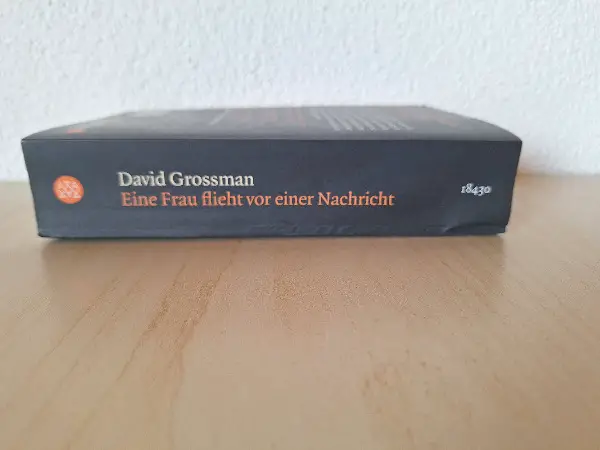 David Grossman
Eine Frau flieht vor einer Nachricht
18430